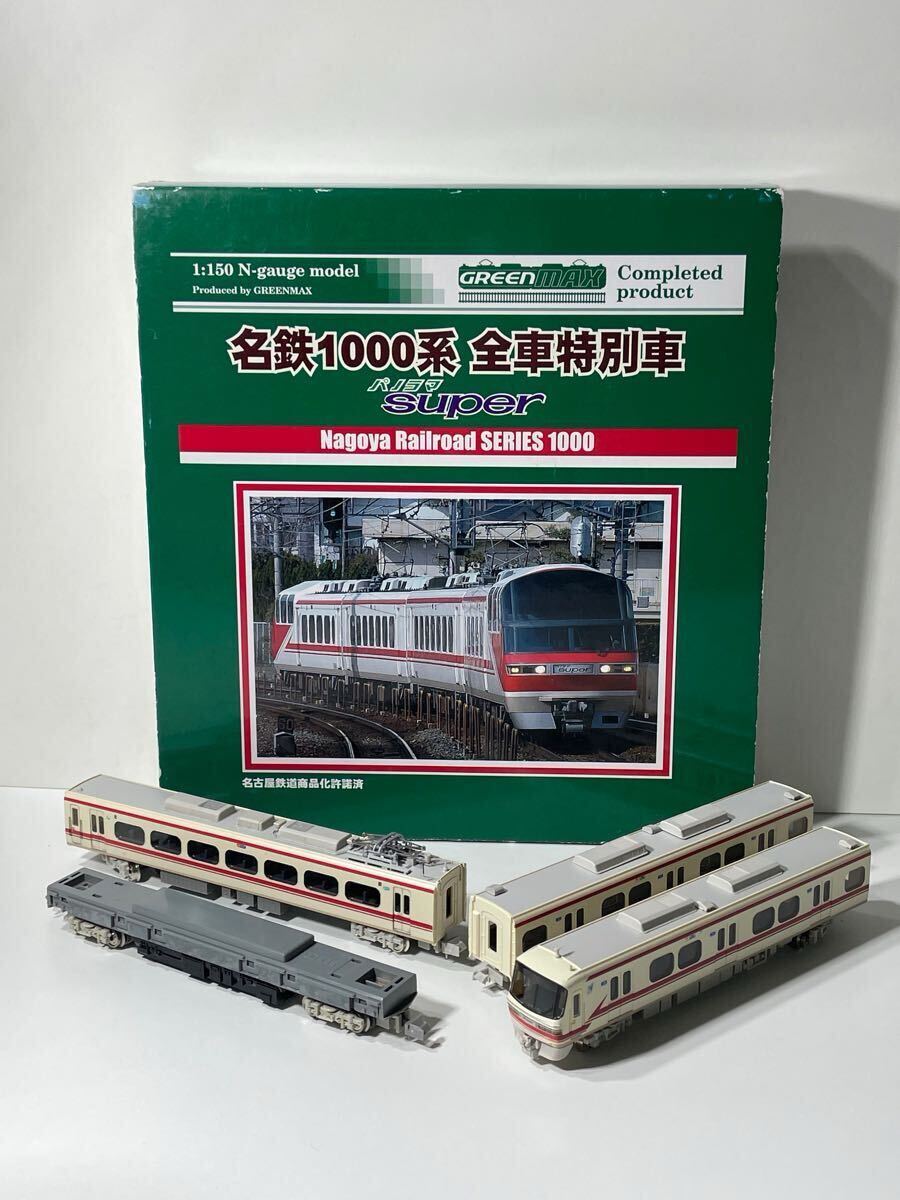 1:150 N-gauge model
Produced by GREENMAX
GREENMAX
Completed
product
名鉄1000系 全車特別車
パノラマ
super
Nagoya Railroad SERIES 1000
super
名古屋鉄道商品化許諾済